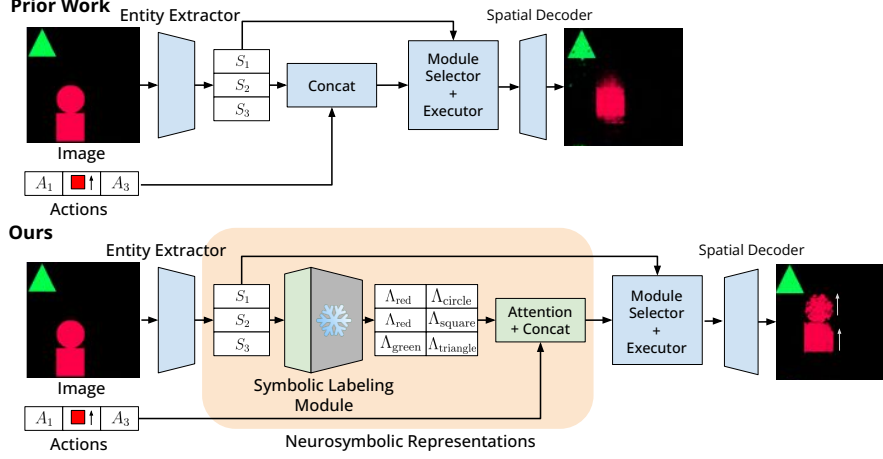 Prior Work
Entity Extractor
Spatial Decoder
S₁
S₂
S₃
Concat
Module
Selector
+
Executor
Image
A₁ ↑ A₃
Actions
Ours
Entity Extractor
Spatial Decoder
S₁
S₂
S₃
Λred Λcircle
Λred Λsquare
Λgreen Λtriangle
Attention
+ Concat
Module
Selector
+
Executor
Image
Symbolic Labeling
Module
A₁ ↑ A₃
Actions
Neurosymbolic Representations